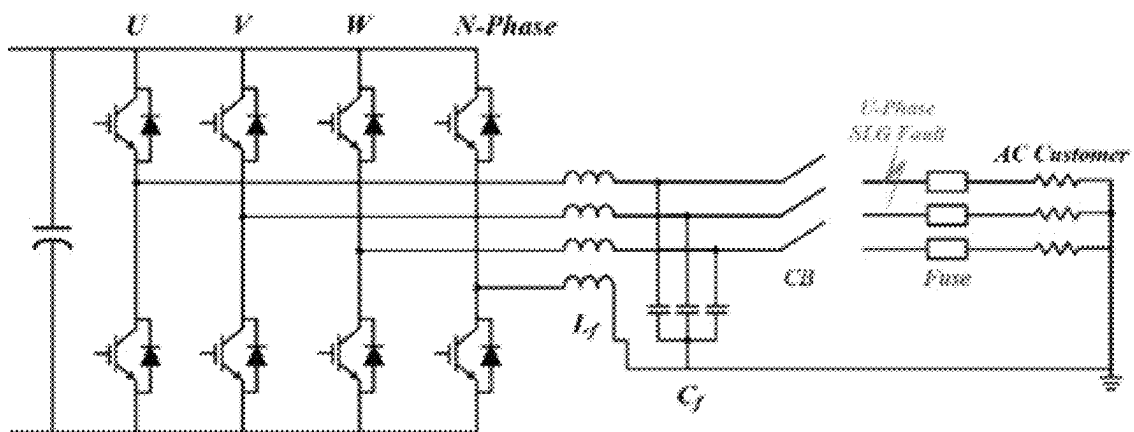 U V W N-Phase
U-Phase
SLG Fault
AC Customer
CB
Fuse
Lf
Cf